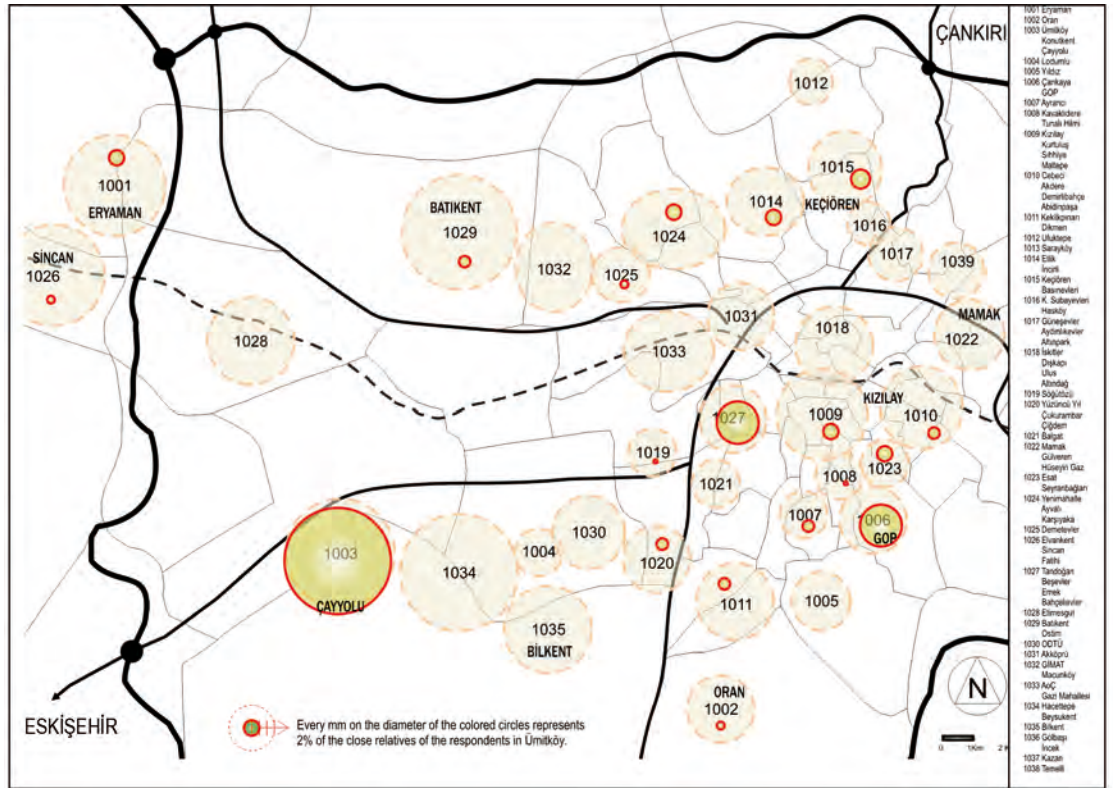 ÇANKIRI
1012
1015
KEÇİÖREN
1014
1001
ERYAMAN
BATIKENT
1029
1024
1016
1017
1039
SİNCAN
1026
1032
1025
MAMAK
1022
1031
1018
1028
1033
KIZILAY
1027
1009
1010
1019
1023
1008
1021
1007
1006
GOP
1003
ÇAYYOLU
1034
1004
1030
1020
1011
1005
1035
BİLKENT
ORAN
1002
ESKİŞEHİR
Every mm on the diameter of the colored circles represents
2% of the close relatives of the respondents in Ümitköy.
N
0 1Km 2
1001 Eryaman
1002 Oran
1003 Ümitköy
Konutkent
Çayyolu
1004 Lodumlu
1005 Yıldız
1006 Çankaya
GOP
1007 Ayrancı
1008 Kavaklıdere
Tunalı Hilmi
1009 Kızılay
Kurtuluş
Sıhhiye
Maltepe
1010 Cebeci
Akdere
Demirlibahçe
Abidinpaşa
1011 Keklikpınarı
Dikmen
1012 Ufuktepe
1013 Sarayköy
1014 Etlik
İncirli
1015 Keçiören
Basınevleri
1016 K. Subayevleri
Hasköy
1017 Güneşevler
Aydınlıkevler
Altınpark
1018 İskitler
Dışkapı
Ulus
Altındağ
1019 Söğütözü
1020 Yüzüncü Yıl
Çukurambar
Çiğdem
1021 Balgat
1022 Mamak
Gülveren
Hüseyin Gaz
1023 Esat
Seyranbağları
1024 Yenimahalle
Ayvalı
Karşıyaka
1025 Demetevler
1026 Elvankent
Sincan
Fatih
1027 Tandoğan
Beşevler
Emek
Bahçelievler
1028 Etimesgut
1029 Batıkent
Ostim
1030 ODTÜ
1031 Akköprü
1032 GİMAT
Macunköy
1033 AoÇ
Gazi Mahallesi
1034 Hacettepe
Beysukent
1035 Bilkent
1036 Gölbaşı
İncek
1037 Kazan
1038 Temelli